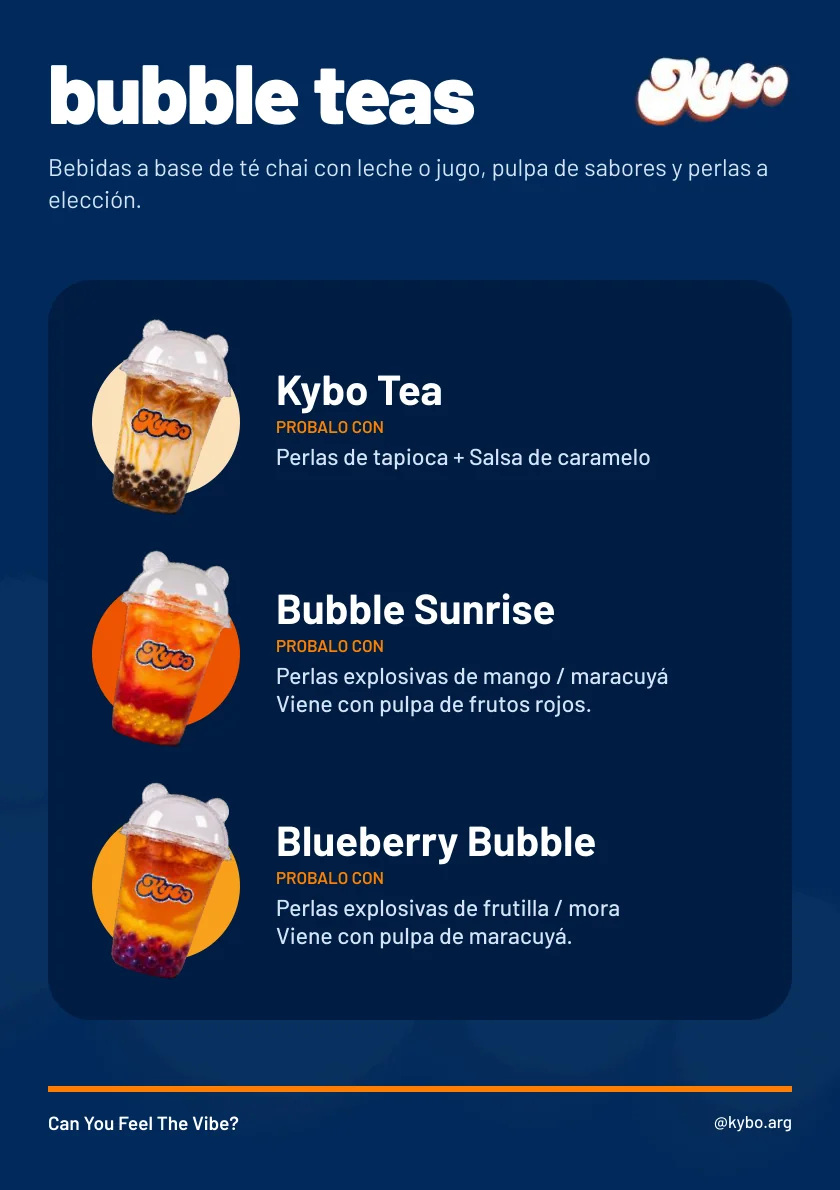 bubble teas
Kybo
Bebidas a base de té chai con leche o jugo, pulpa de sabores y perlas a
elección.
Kybo
Kybo Tea
PROBALO CON
Perlas de tapioca + Salsa de caramelo
Kybo
Bubble Sunrise
PROBALO CON
Perlas explosivas de mango / maracuyá
Viene con pulpa de frutos rojos.
Kybo
Blueberry Bubble
PROBALO CON
Perlas explosivas de frutilla / mora
Viene con pulpa de maracuyá.
Can You Feel The Vibe?
@kybo.arg